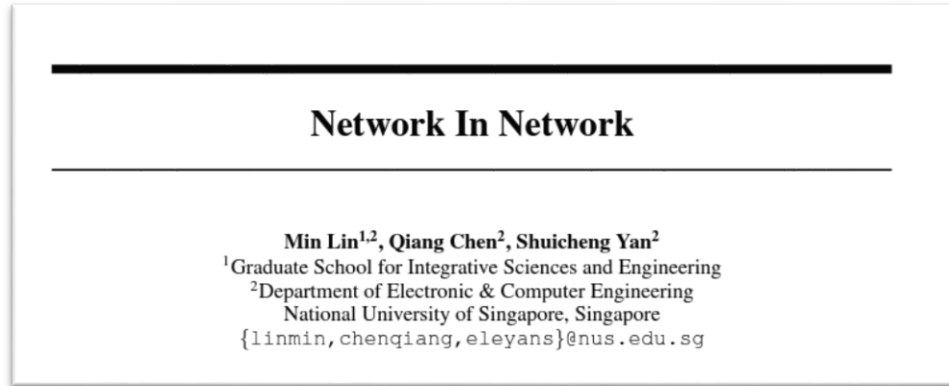 Network In Network
Min Lin1,2, Qiang Chen2, Shuicheng Yan2
1Graduate School for Integrative Sciences and Engineering
2Department of Electronic & Computer Engineering
National University of Singapore, Singapore
{linmin,chenqiang,eleyans}@nus.edu.sg